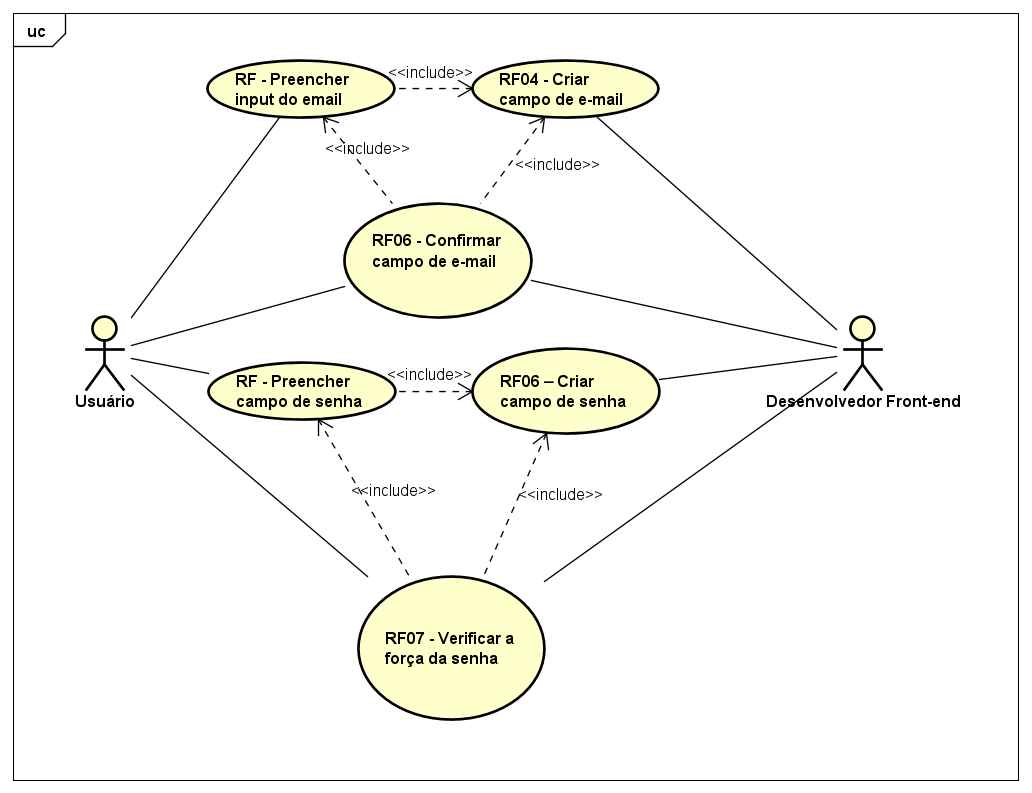 uc
RF - Preencher
input do email
<<include>>
RF04 - Criar
campo de e-mail
<<include>>
<<include>>
RF06 - Confirmar
campo de e-mail
Usuário
RF - Preencher
campo de senha
<<include>>
RF06 – Criar
campo de senha
Desenvolvedor Front-end
<<include>>
<<include>>
RF07 - Verificar a
força da senha